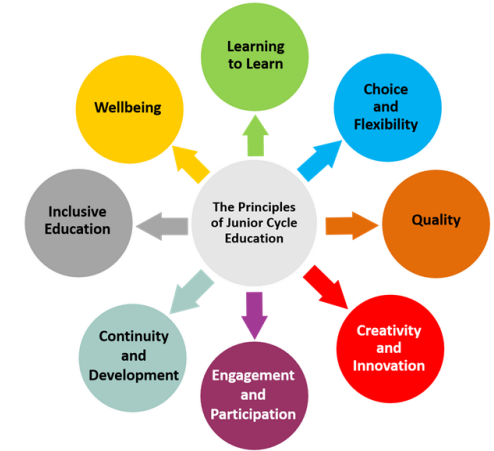 Learning
to Learn
Choice
and
Flexibility
Quality
Creativity
and
Innovation
Engagement
and
Participation
Continuity
and
Development
Inclusive
Education
Wellbeing
The Principles
of Junior Cycle
Education